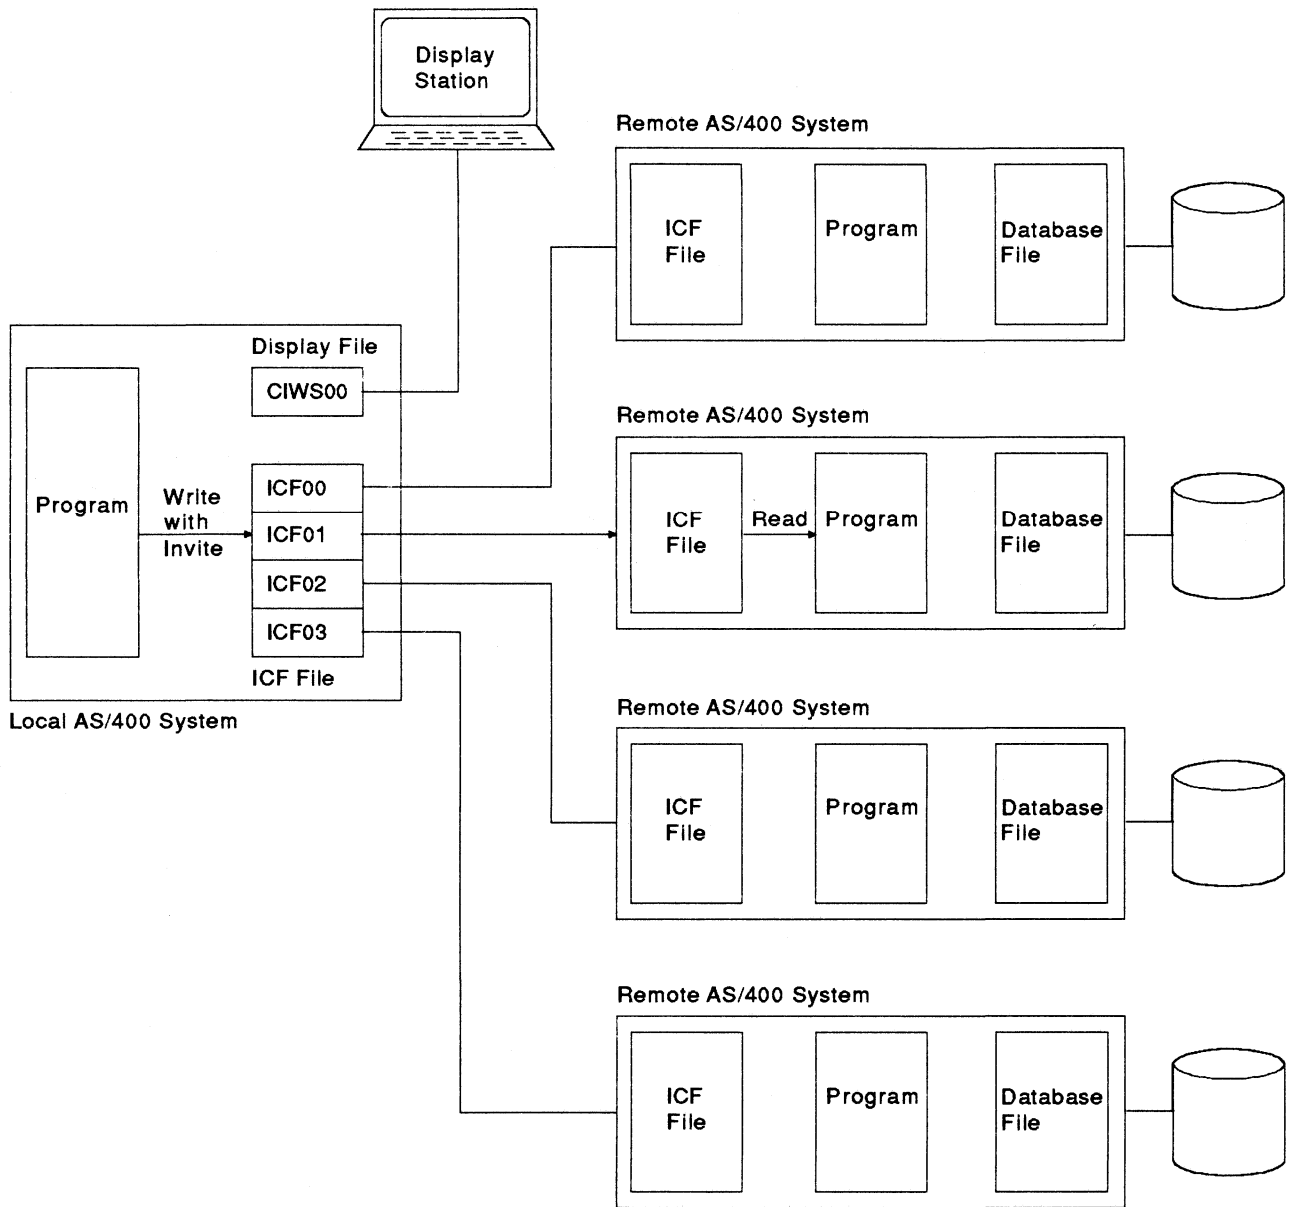 Display
Station
Remote AS/400 System
ICF
File
Program
Database
File
Display File
CIWS00
Program
Write
with
Invite
ICF00
ICF01
ICF02
ICF03
ICF File
Local AS/400 System
Remote AS/400 System
ICF
File
Read
Program
Database
File
Remote AS/400 System
ICF
File
Program
Database
File
Remote AS/400 System
ICF
File
Program
Database
File